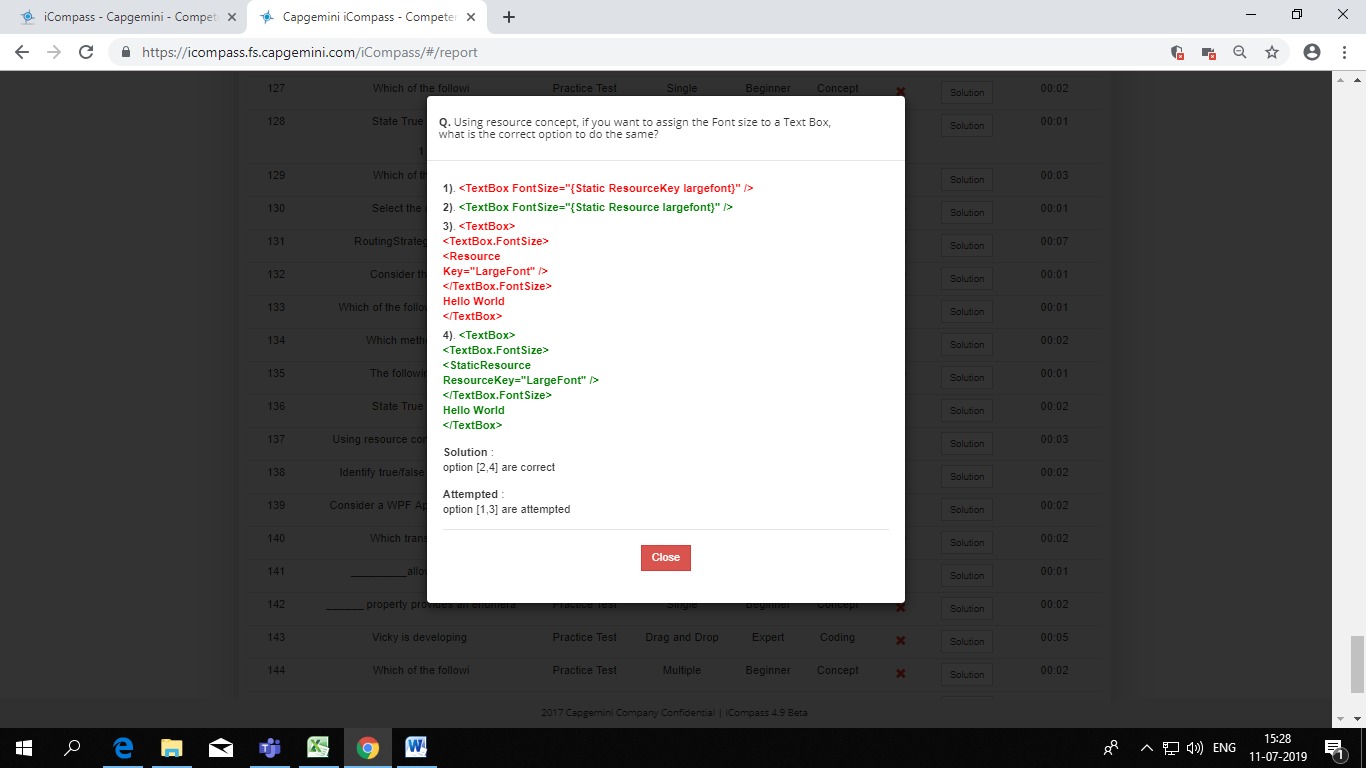 iCompass - Capgemini - Compet
Capgemini iCompass - Competen
https://icompass.fs.capgemini.com/iCompass/#/report
127 Which of the followi Practice Test Single Beginner Concept Solution 00:02
128 State True Solution 00:01
129 Which of th Solution 00:03
130 Select the Solution 00:01
131 RoutingStrateg Solution 00:07
132 Consider th Solution 00:01
133 Which of the follo Solution 00:01
134 Which meth Solution 00:02
135 The followin Solution 00:01
136 State True Solution 00:02
137 Using resource con Solution 00:03
138 Identify true/false Solution 00:02
139 Consider a WPF Ap Solution 00:02
140 Which trans Solution 00:02
141 __________allo Solution 00:01
142 ______ property provides an enumera Practice Test Single Beginner Concept Solution 00:02
143 Vicky is developing Practice Test Drag and Drop Expert Coding Solution 00:05
144 Which of the followi Practice Test Multiple Beginner Concept Solution 00:02
Q. Using resource concept, if you want to assign the Font size to a Text Box,
what is the correct option to do the same?
1). <TextBox FontSize="{Static ResourceKey largefont}" />
2). <TextBox FontSize="{Static Resource largefont}" />
3). <TextBox>
<TextBox.FontSize>
<Resource
Key="LargeFont" />
</TextBox.FontSize>
Hello World
</TextBox>
4). <TextBox>
<TextBox.FontSize>
<StaticResource
ResourceKey="LargeFont" />
</TextBox.FontSize>
Hello World
</TextBox>
Solution :
option [2,4] are correct
Attempted :
option [1,3] are attempted
Close
2017 Capgemini Company Confidential | iCompass 4.9 Beta
ENG
15:28
11-07-2019
1